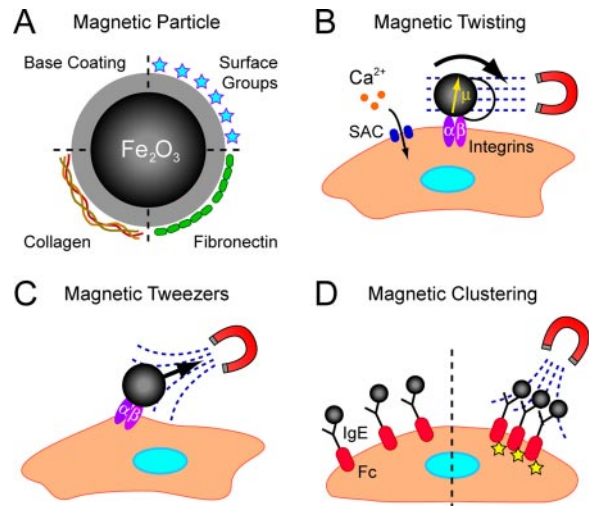 A
Magnetic Particle
Base Coating
Surface
Groups
Fe₂O₃
Collagen
Fibronectin
B
Magnetic Twisting
Ca²⁺
μ
SAC
αβ
Integrins
C
Magnetic Tweezers
αβ
D
Magnetic Clustering
IgE
Fc